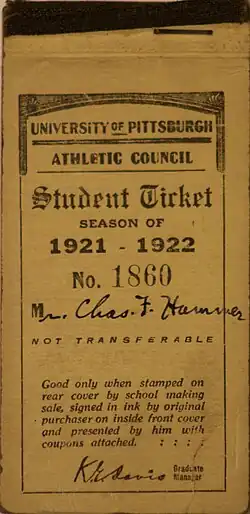 UNIVERSITY OF PITTSBURGH
ATHLETIC COUNCIL
Student Ticket
SEASON OF
1921 - 1922
No. 1860
Mr. Chas. F. Hammer
NOT TRANSFERABLE
Good only when stamped on
rear cover by school making
sale, signed in ink by original
purchaser on inside front cover
and presented by him with
coupons attached. : : : :
K E Davis Graduate
Manager